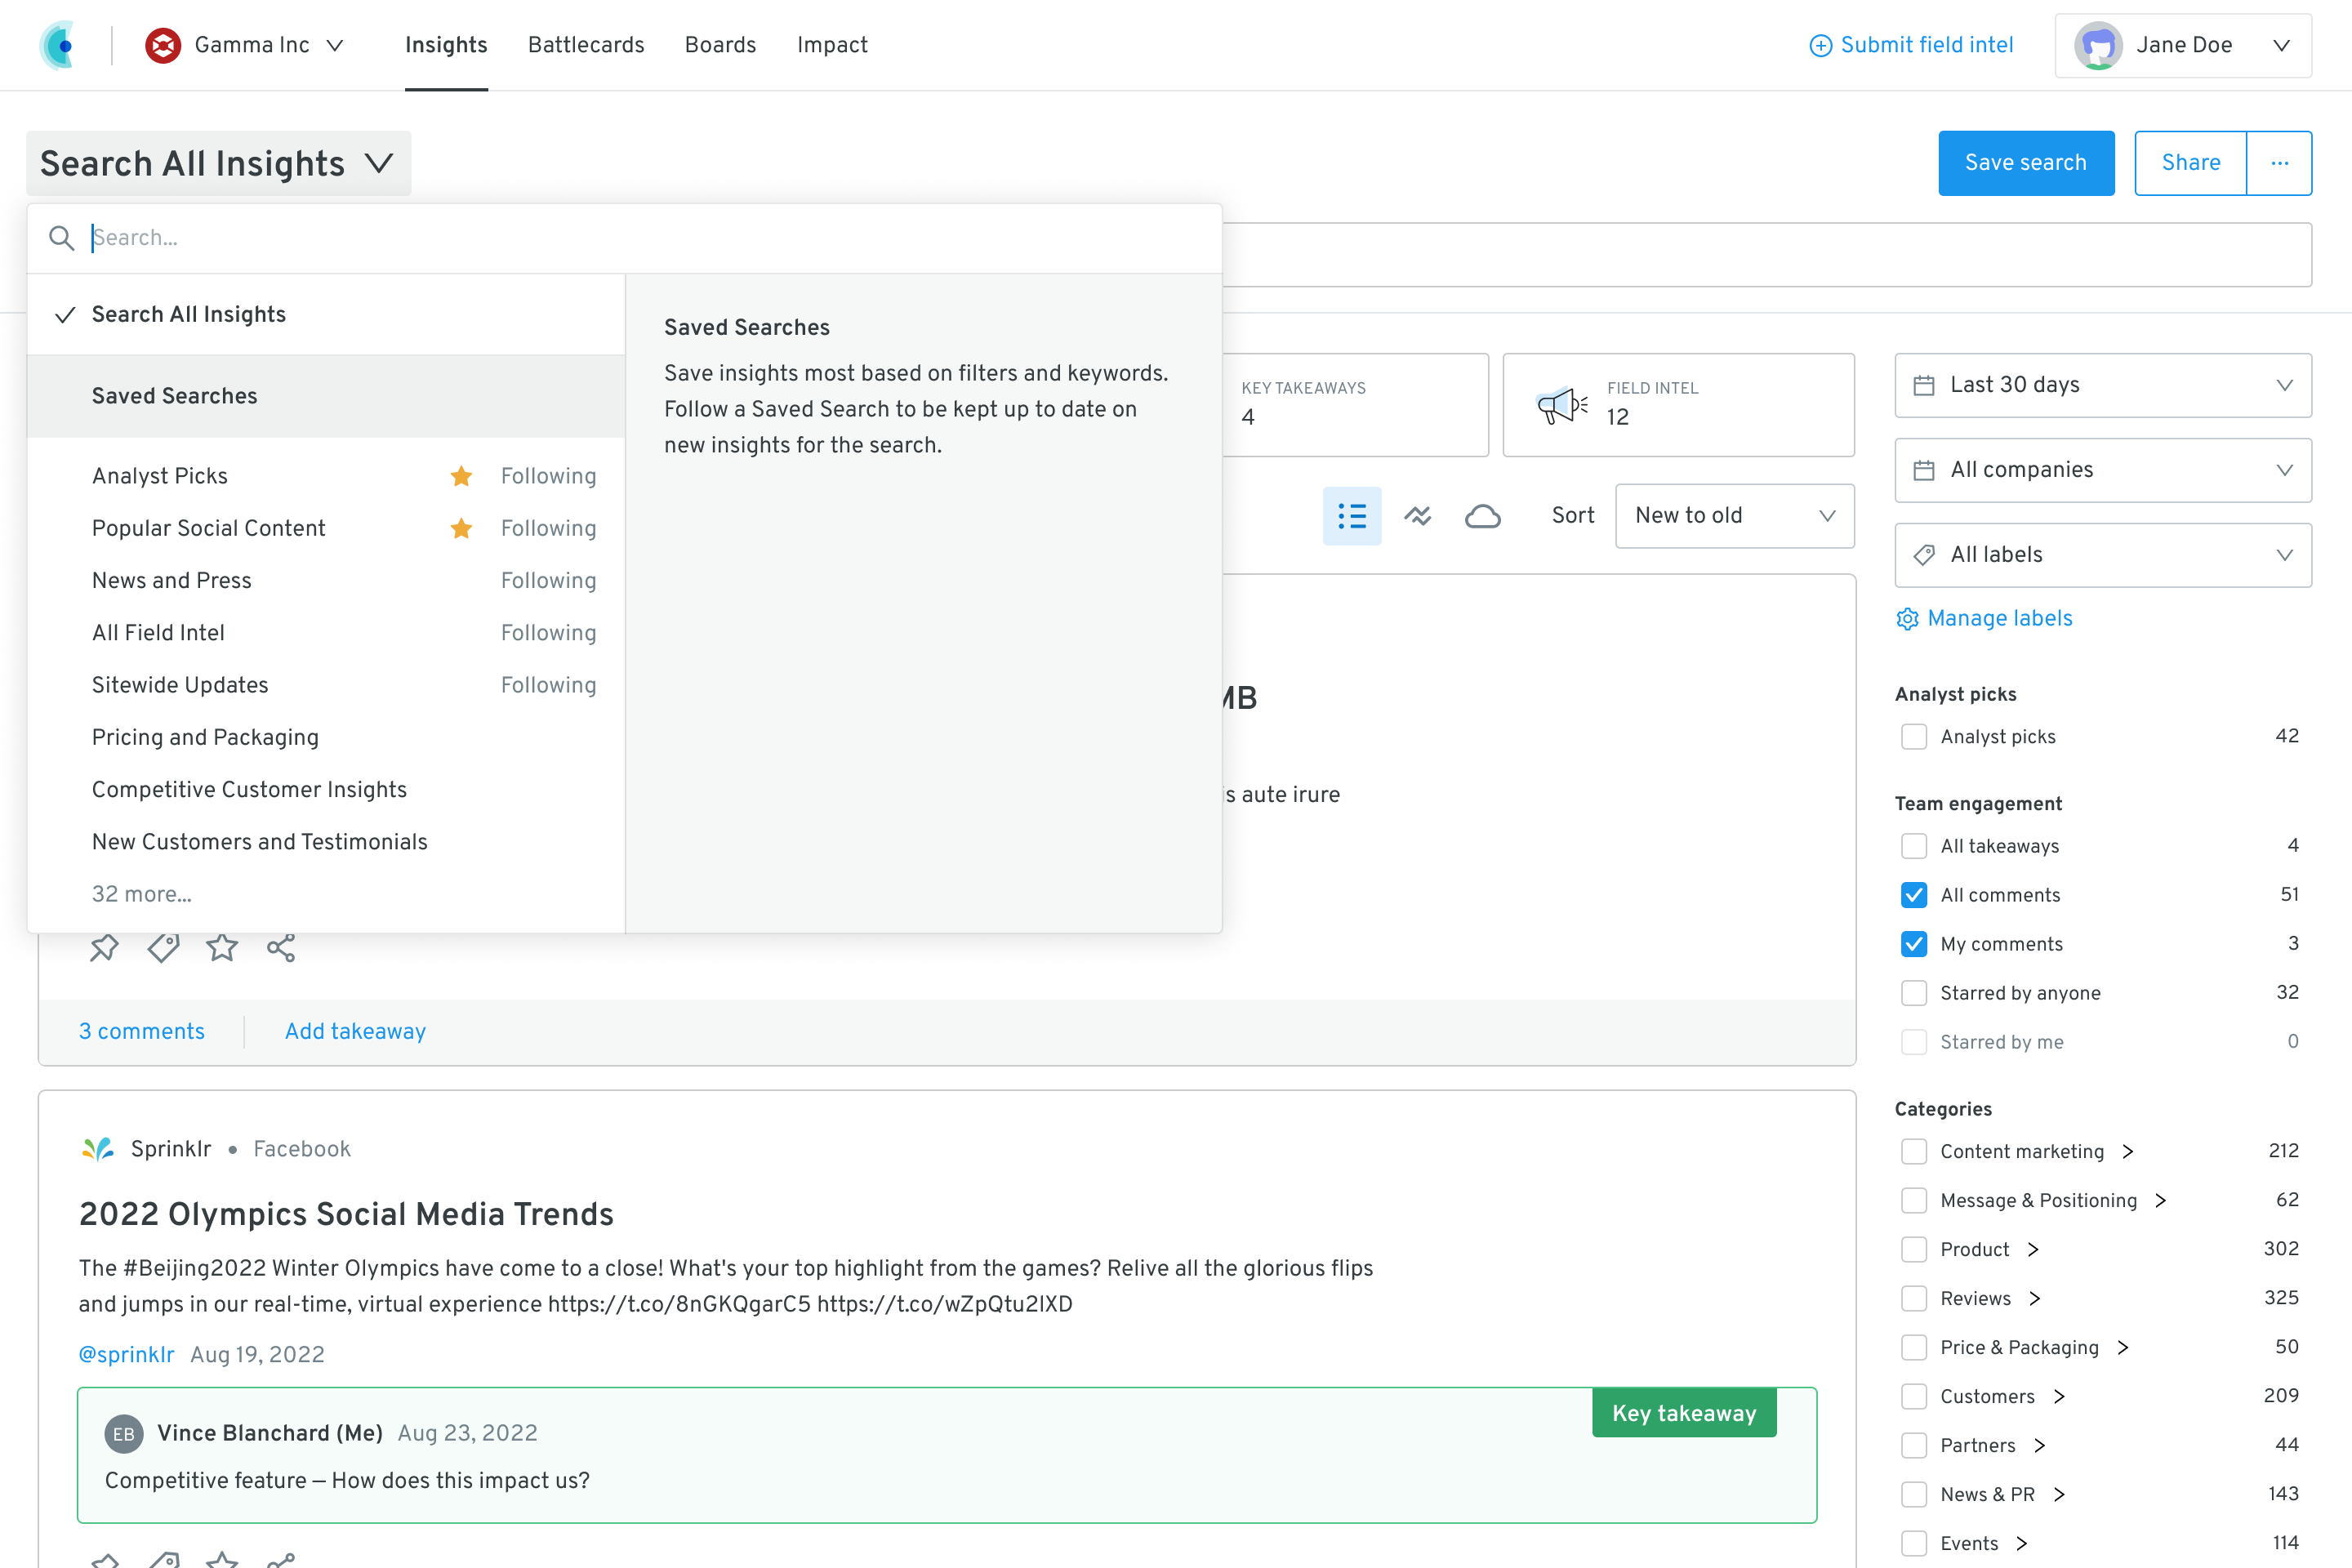 Gamma Inc
Insights
Battlecards
Boards
Impact
Submit field intel
Jane Doe
Search All Insights
Save search
Share
Search...
Search All Insights
Saved Searches
Analyst Picks Following
Popular Social Content Following
News and Press Following
All Field Intel Following
Sitewide Updates Following
Pricing and Packaging
Competitive Customer Insights
New Customers and Testimonials
32 more...
Saved Searches
Save insights most based on filters and keywords.
Follow a Saved Search to be kept up to date on
new insights for the search.
KEY TAKEAWAYS
4
FIELD INTEL
12
Sort
New to old
MB
is aute irure
3 comments
Add takeaway
Sprinklr • Facebook
2022 Olympics Social Media Trends
The #Beijing2022 Winter Olympics have come to a close! What's your top highlight from the games? Relive all the glorious flips
and jumps in our real-time, virtual experience https://t.co/8nGKQgarC5 https://t.co/wZpQtu2lXD
@sprinklr Aug 19, 2022
Key takeaway
EB Vince Blanchard (Me) Aug 23, 2022
Competitive feature – How does this impact us?
Last 30 days
All companies
All labels
Manage labels
Analyst picks
Analyst picks 42
Team engagement
All takeaways 4
All comments 51
My comments 3
Starred by anyone 32
Starred by me 0
Categories
Content marketing 212
Message & Positioning 62
Product 302
Reviews 325
Price & Packaging 50
Customers 209
Partners 44
News & PR 143
Events 114